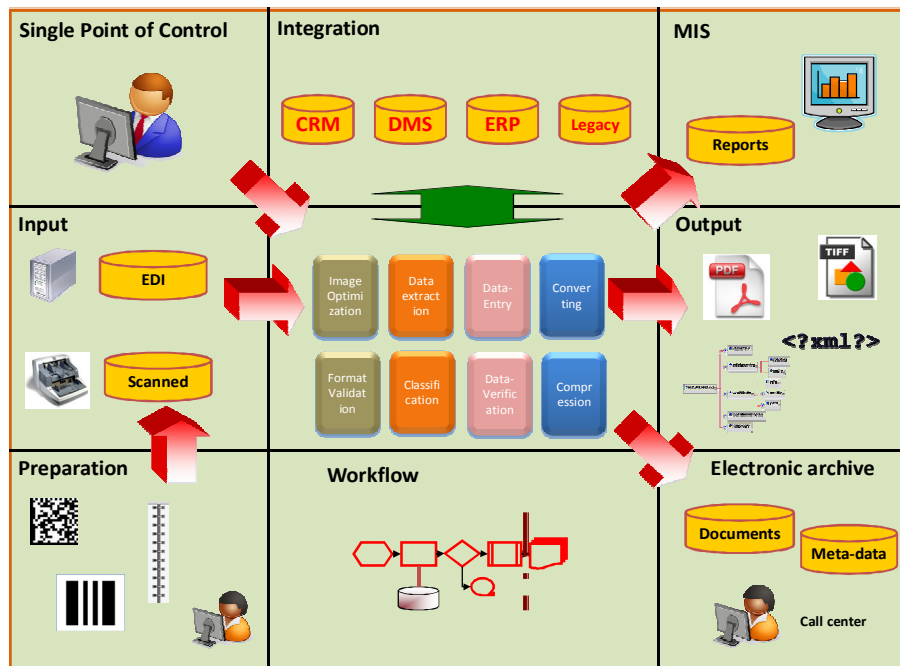 Single Point of Control
Integration
MIS
CRM
DMS
ERP
Legacy
Reports
Input
Output
EDI
Image
Optimi
zation
Data
extract
ion
Data-
Entry
Conver
ting
PDF
TIFF
<?xml?>
Scanned
Format
Validat
ion
Classifi
cation
Data-
Verific
ation
Compr
ession
Preparation
Workflow
Electronic archive
Documents
Meta-data
Call center